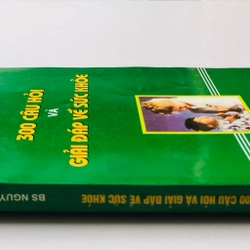 300 CÂU HỎI
VÀ
GIẢI ĐÁP VỀ SỨC KHỎE
BS NGUY
00 CÂU HỎI VÀ GIẢI ĐÁP VỀ SỨC KHỎE